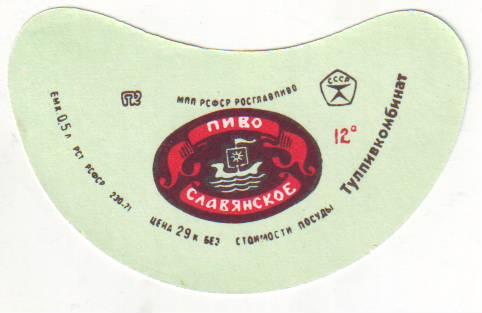 МПП РСФСР РОСГЛАВПИВО
СССР
ПИВО
СЛАВЯНСКОЕ
12°
ЕМК. 0,5 л РСТ РСФСР 230-71
ЦЕНА 29 К БЕЗ СТОИМОСТИ ПОСУДЫ
Тулпивкомбинат